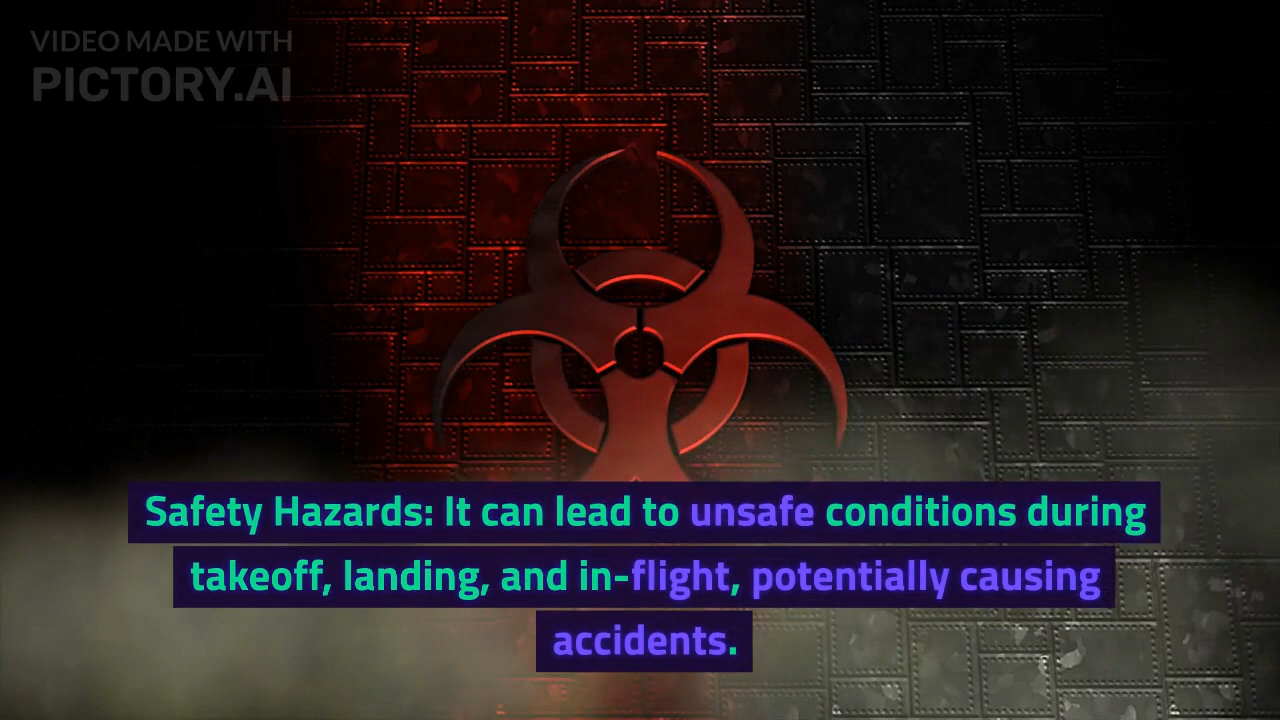 VIDEO MADE WITH
PICTORY.AI
Safety Hazards: It can lead to unsafe conditions during
takeoff, landing, and in-flight, potentially causing
accidents.